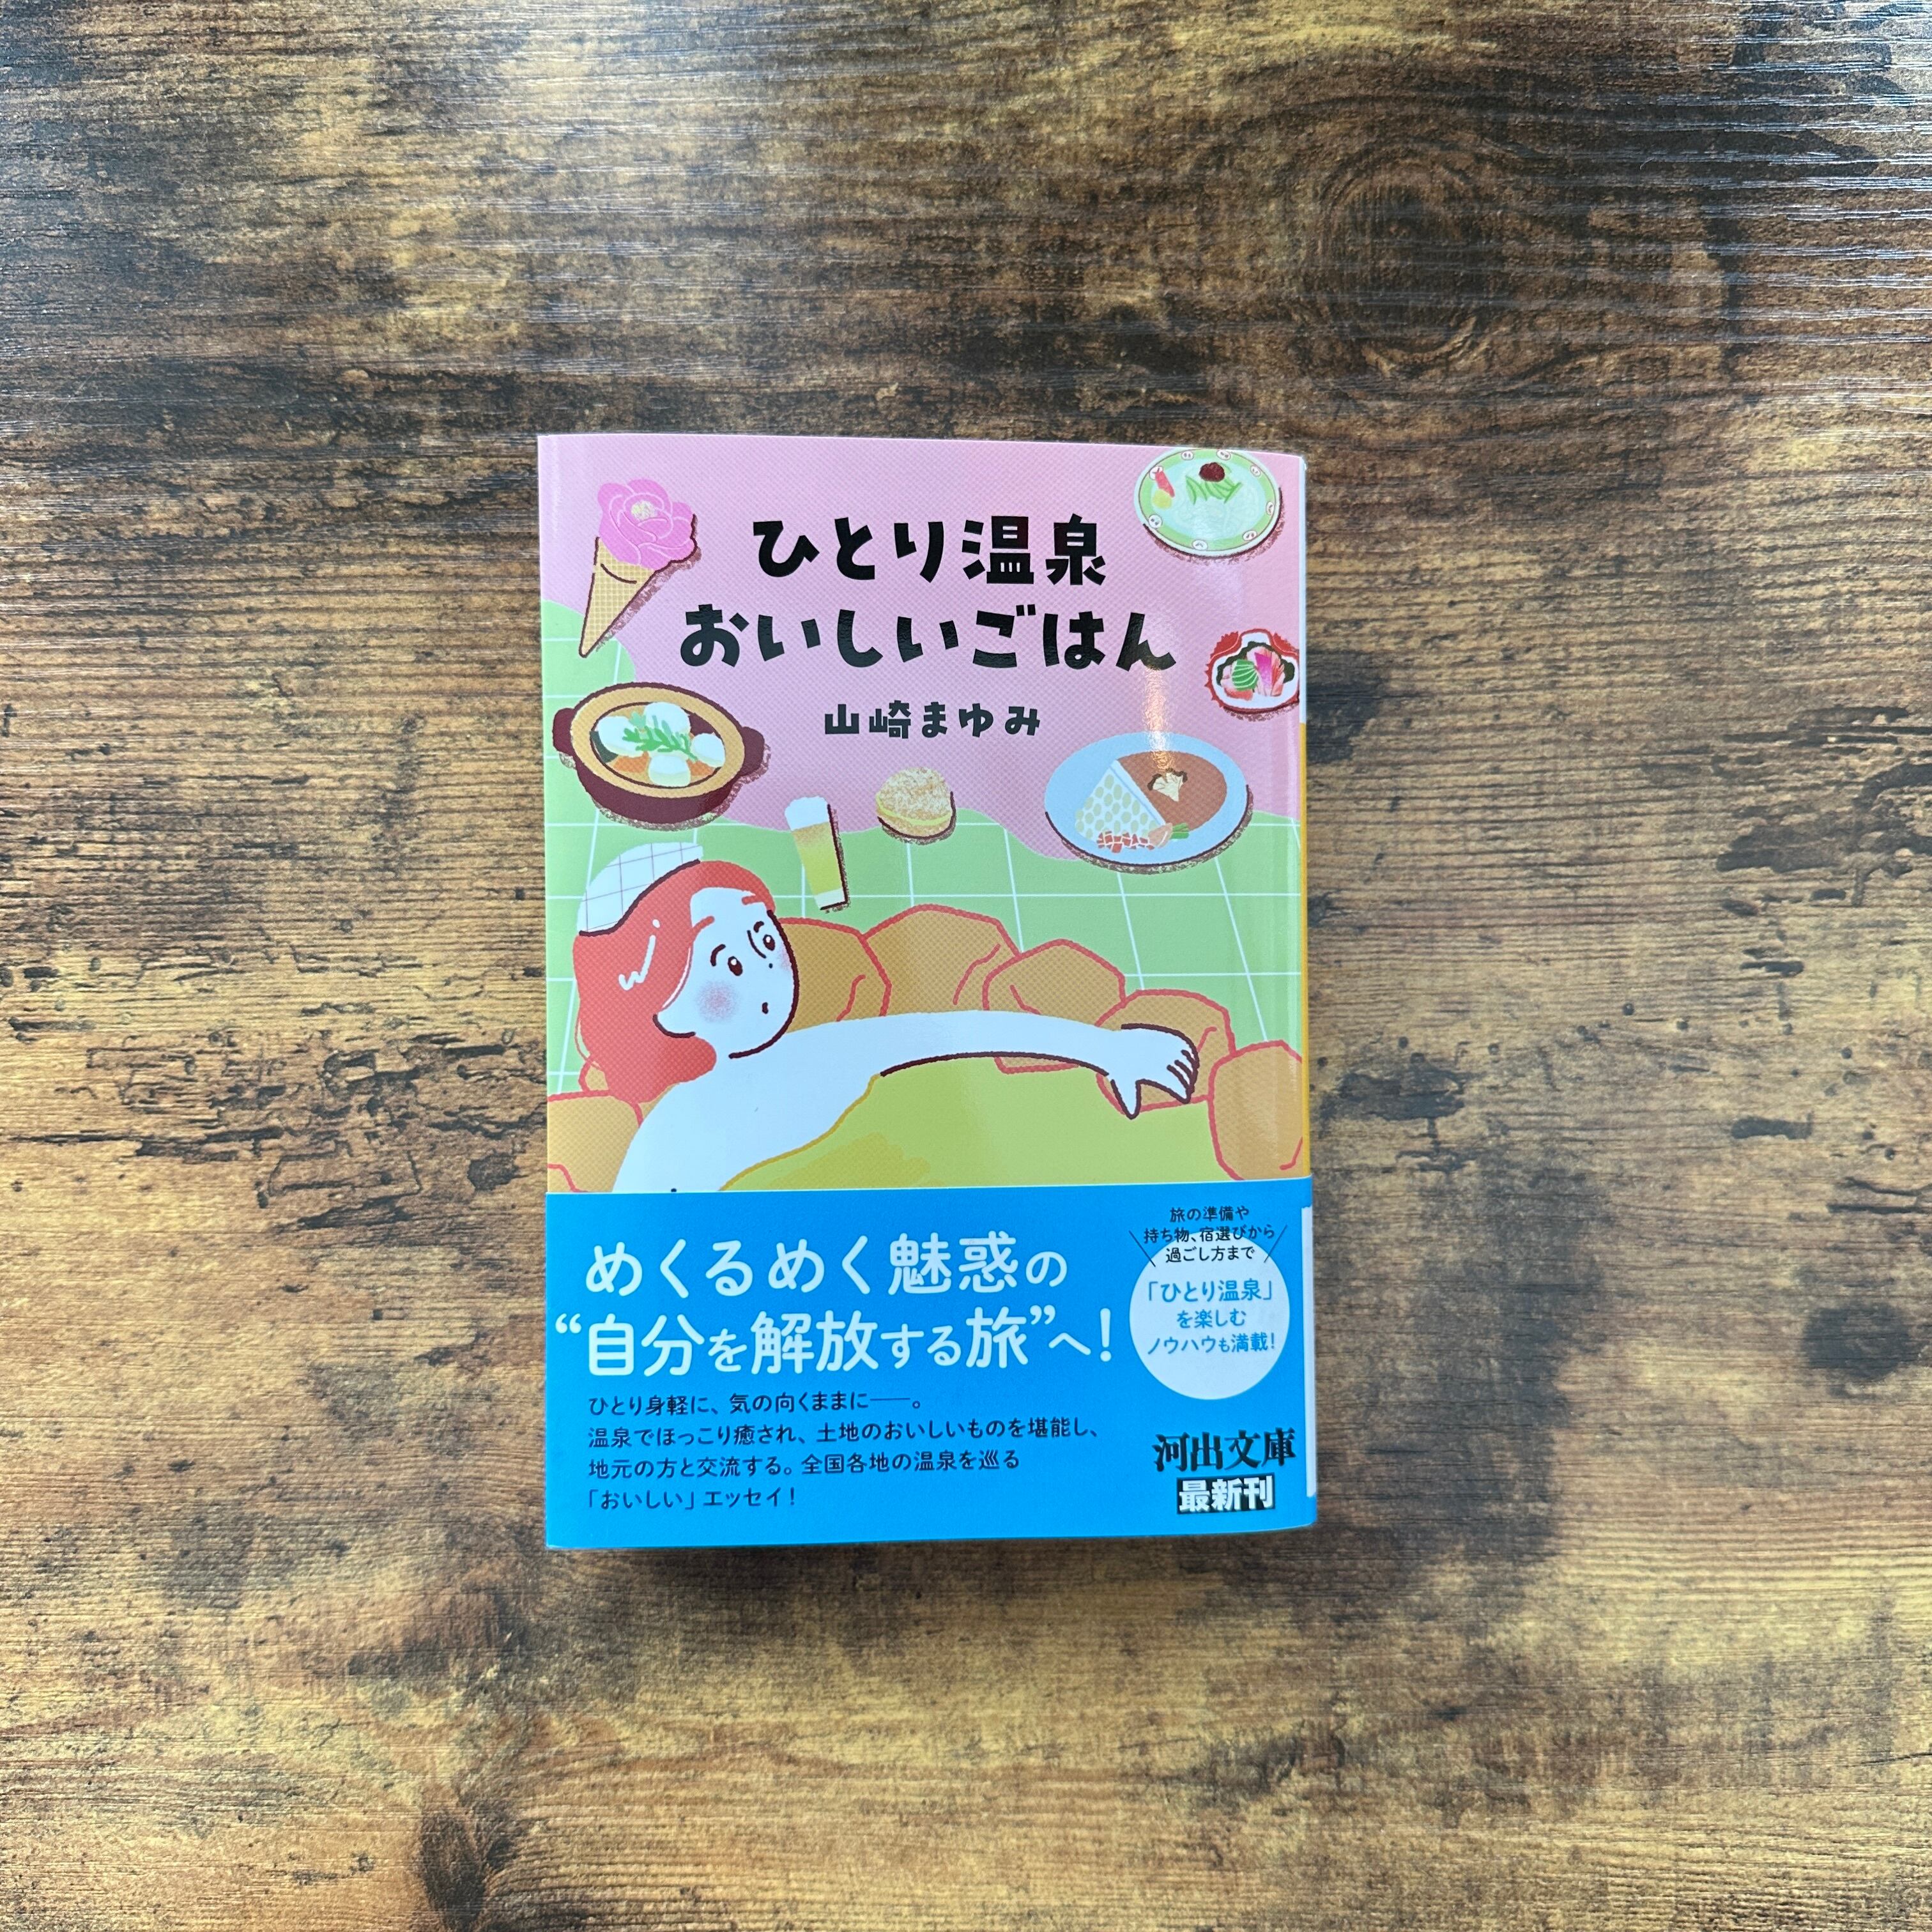 ひとり温泉
おいしいごはん
山崎まゆみ
めくるめく魅惑の
“自分を解放する旅”へ!
ひとり身軽に、気の向くままに――。
温泉でほっこり癒され、土地のおいしいものを堪能し、
地元の方と交流する。全国各地の温泉を巡る
「おいしい」エッセイ!
旅の準備や
持ち物、宿選びから
過ごし方まで
「ひとり温泉」
を楽しむ
ノウハウも満載!
河出文庫
最新刊